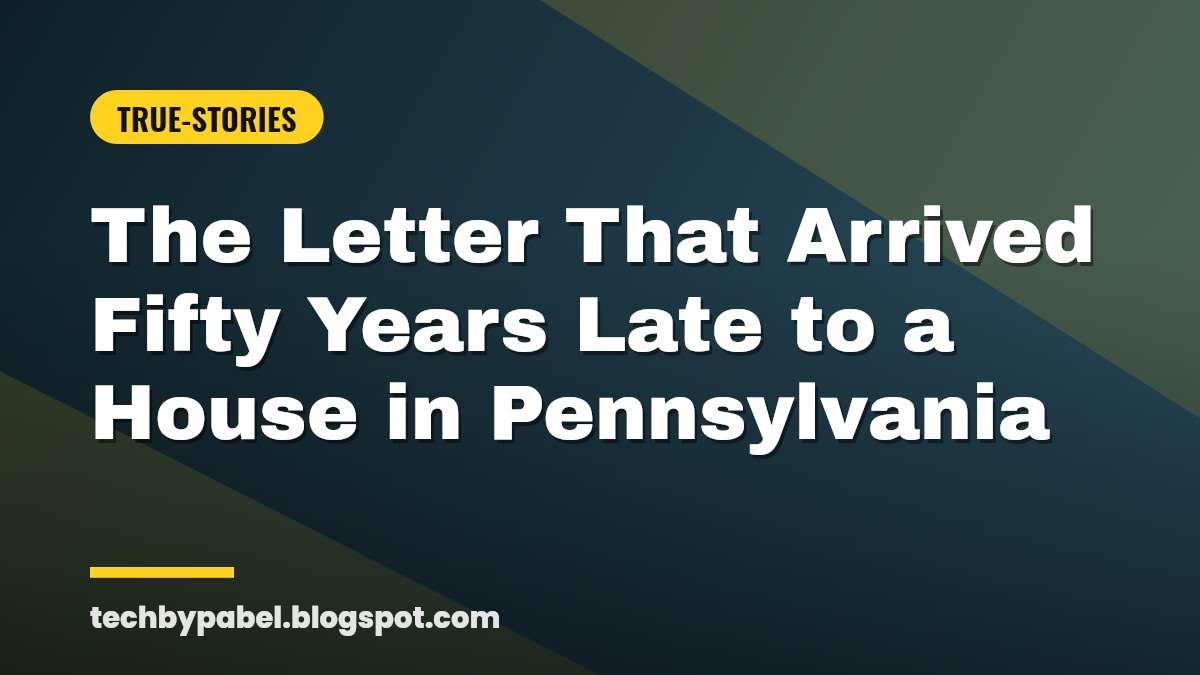 TRUE-STORIES
The Letter That Arrived
Fifty Years Late to a
House in Pennsylvania
techbypabel.blogspot.com